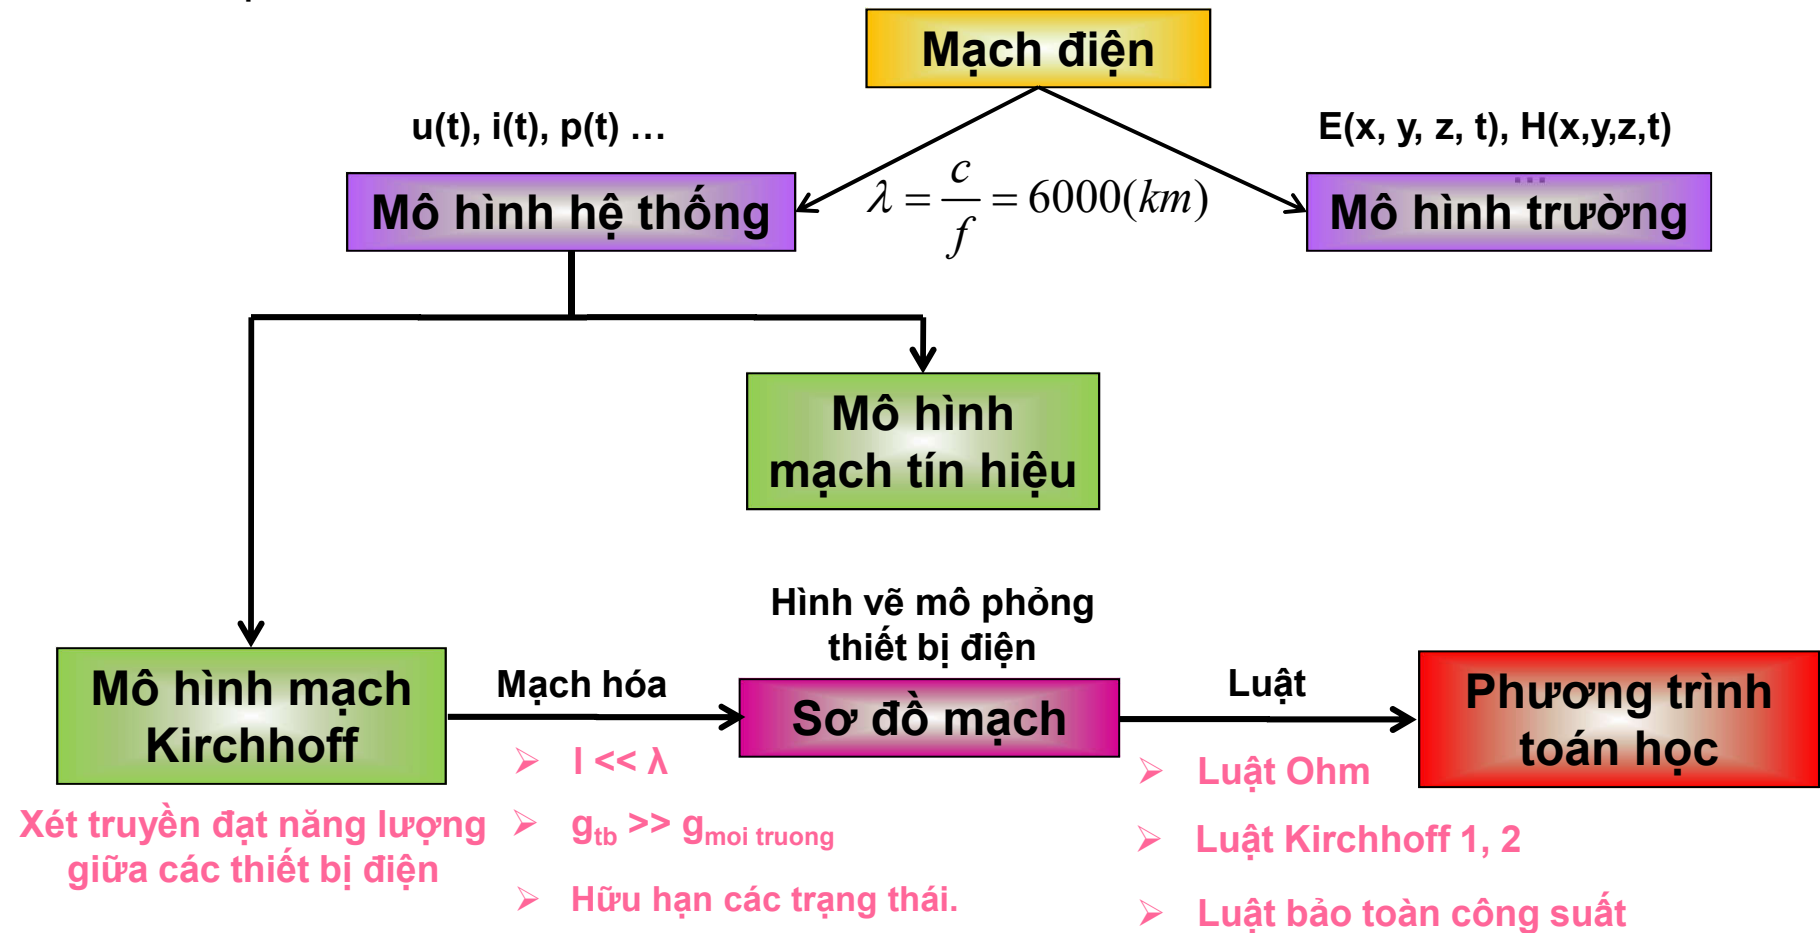 Mạch điện
u(t), i(t), p(t) …
E(x, y, z, t), H(x,y,z,t)
…
Mô hình hệ thống
λ = c/f = 6000(km)
Mô hình trường
Mô hình
mạch tín hiệu
Hình vẽ mô phỏng
thiết bị điện
Mô hình mạch
Kirchhoff
Mạch hóa
Sơ đồ mạch
Luật
Phương trình
toán học
➢ l << λ
➢ Luật Ohm
Xét truyền đạt năng lượng
giữa các thiết bị điện
➢ g_tb >> g_moi truong
➢ Luật Kirchhoff 1, 2
➢ Hữu hạn các trạng thái.
➢ Luật bảo toàn công suất